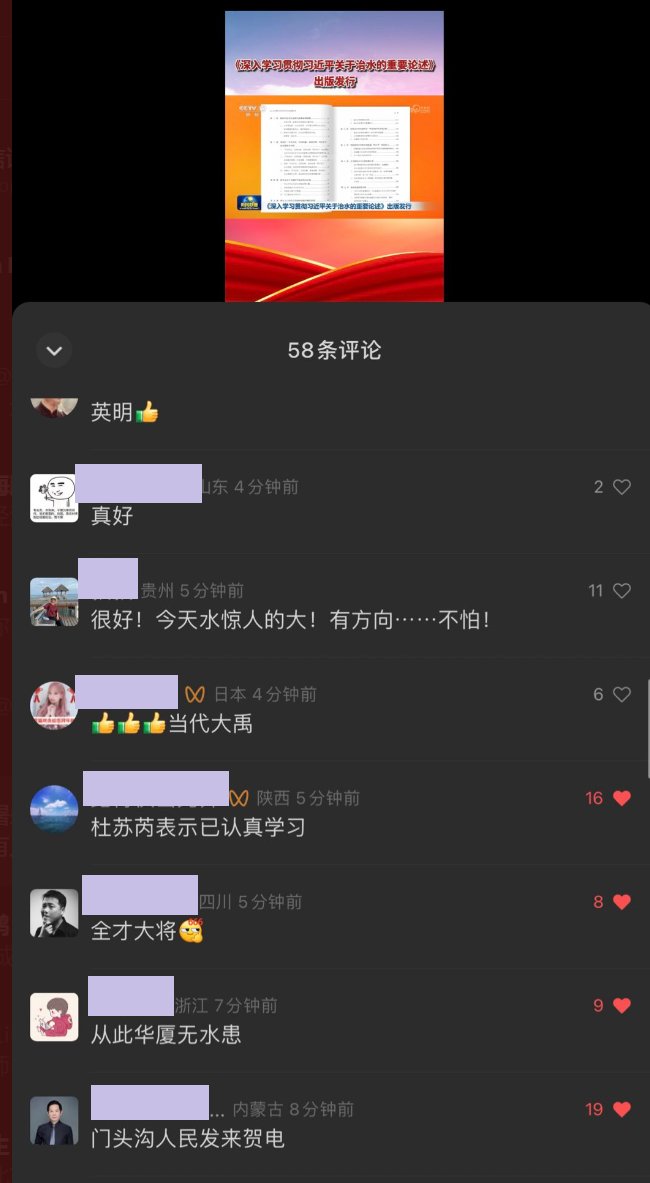 《深入学习贯彻习近平关于治水的重要论述》
出版发行
CCTV
《深入学习贯彻习近平关于治水的重要论述》出版发行
58条评论
英明👍
山东 4分钟前
2
真好
贵州 5分钟前
11
很好！今天水惊人的大！有方向……不怕！
日本 4分钟前
6
👍👍👍当代大禹
陕西 5分钟前
16
杜苏芮表示已认真学习
四川 5分钟前
8
全才大将
666
浙江 7分钟前
9
从此华厦无水患
... 内蒙古 8分钟前
19
门头沟人民发来贺电